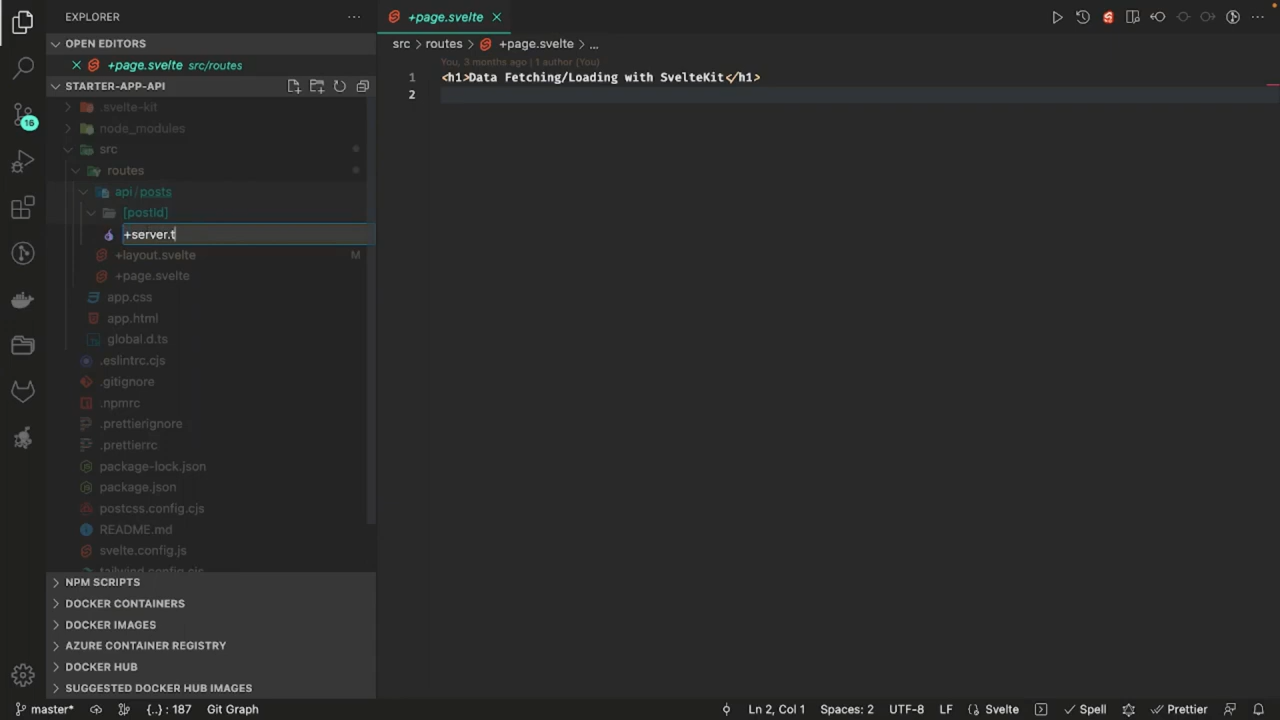 EXPLORER
···
+page.svelte
OPEN EDITORS
+page.svelte src/routes
src > routes > +page.svelte > ...
You, 3 months ago | 1 author (You)
STARTER-APP-API
1 <h1>Data Fetching/Loading with SvelteKit</h1>
2
.svelte-kit
node_modules
src
routes
api/posts
[postId]
+server.t
+layout.svelte M
+page.svelte
app.css
app.html
global.d.ts
.eslintrc.cjs
.gitignore
.npmrc
.prettierignore
.prettierrc
package-lock.json
package.json
postcss.config.cjs
README.md
svelte.config.js
tailwind.config.cjs
NPM SCRIPTS
DOCKER CONTAINERS
DOCKER IMAGES
AZURE CONTAINER REGISTRY
DOCKER HUB
SUGGESTED DOCKER HUB IMAGES
16
master* {..} : 187 Git Graph Ln 2, Col 1 Spaces: 2 UTF-8 LF {} Svelte Spell Prettier